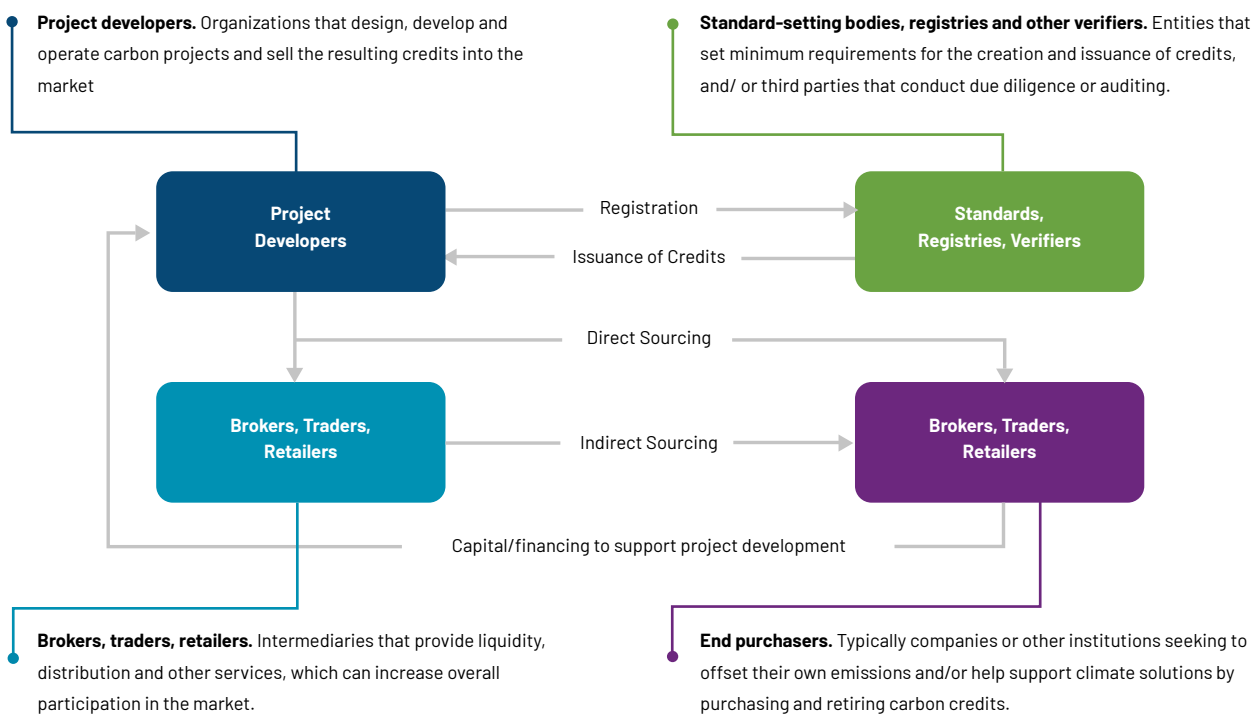 Project developers. Organizations that design, develop and
operate carbon projects and sell the resulting credits into the
market
Standard-setting bodies, registries and other verifiers. Entities that
set minimum requirements for the creation and issuance of credits,
and/ or third parties that conduct due diligence or auditing.
Project
Developers
Registration
Issuance of Credits
Standards,
Registries, Verifiers
Direct Sourcing
Brokers, Traders,
Retailers
Indirect Sourcing
Brokers, Traders,
Retailers
Capital/financing to support project development
Brokers, traders, retailers. Intermediaries that provide liquidity,
distribution and other services, which can increase overall
participation in the market.
End purchasers. Typically companies or other institutions seeking to
offset their own emissions and/or help support climate solutions by
purchasing and retiring carbon credits.